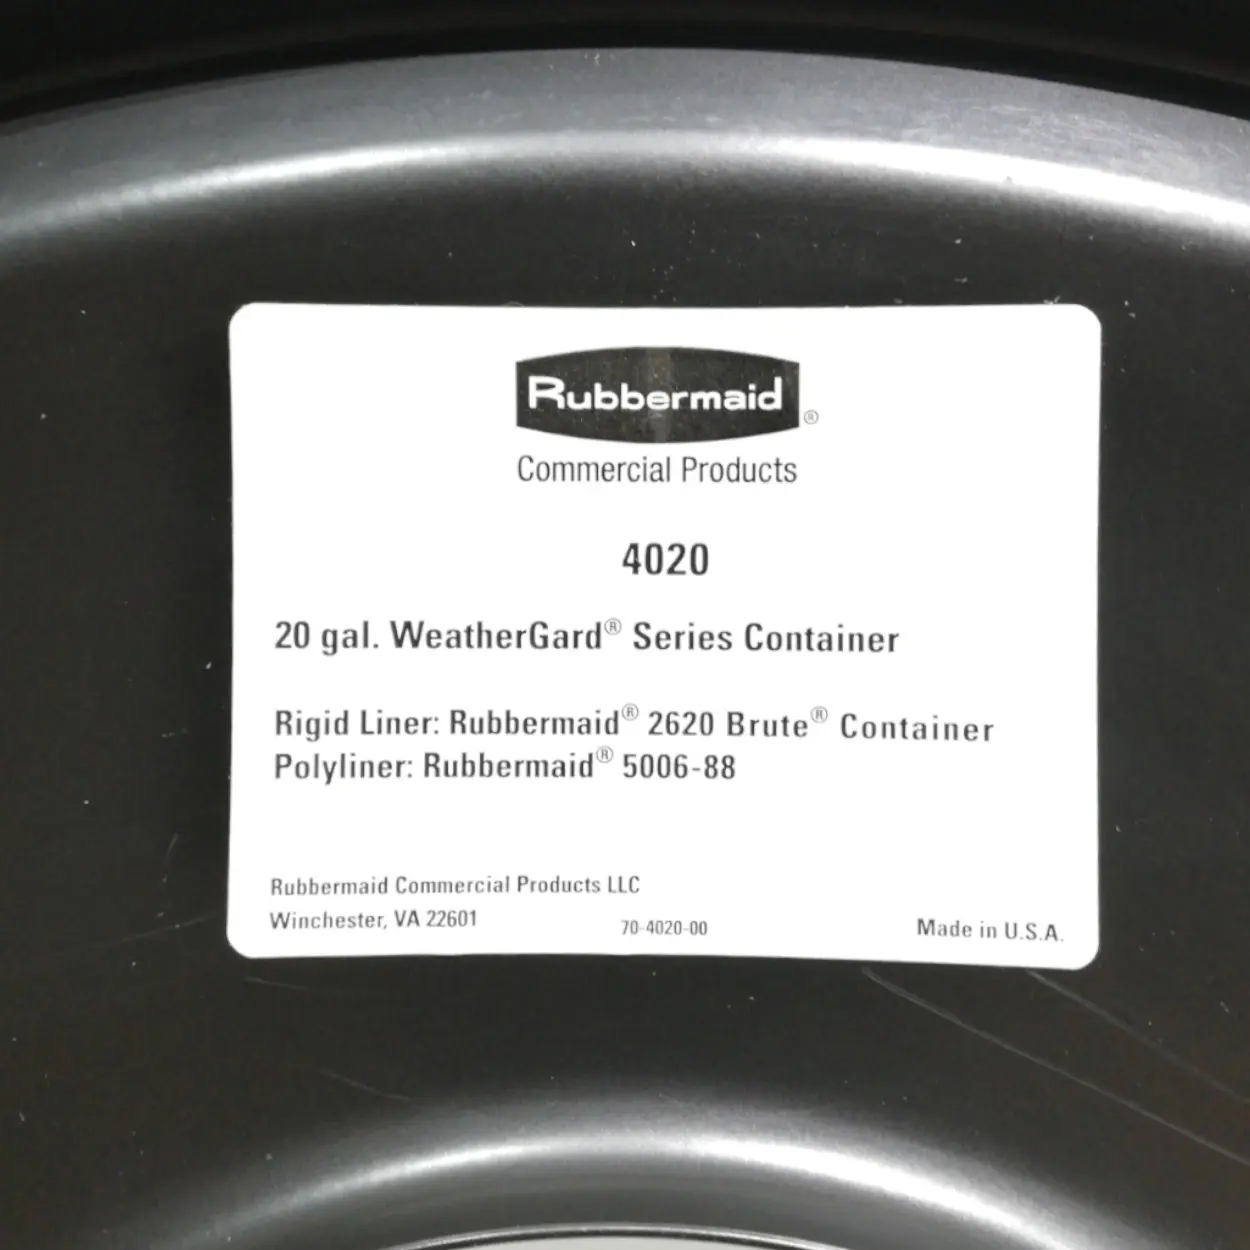 Rubbermaid®
Commercial Products
4020
20 gal. WeatherGard® Series Container
Rigid Liner: Rubbermaid® 2620 Brute® Container
Polyliner: Rubbermaid® 5006-88
Rubbermaid Commercial Products LLC
Winchester, VA 22601 70-4020-00 Made in U.S.A.